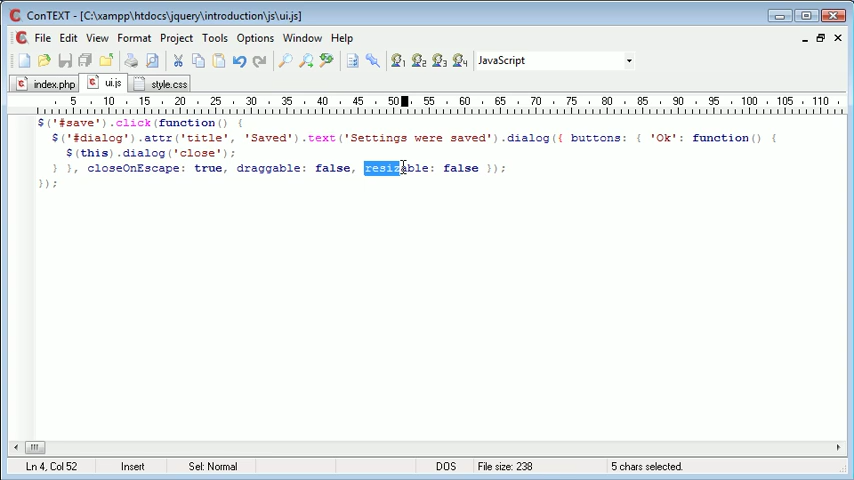 ConTEXT - [C:\xampp\htdocs\jquery\introduction\js\ui.js]
File Edit View Format Project Tools Options Window Help
1 2 3 4 JavaScript
index.php ui.js style.css
5 10 15 20 25 30 35 40 45 50 55 60 65 70 75 80 85 90 95 100 105 110
$('#save').click(function() {
$('#dialog').attr('title', 'Saved').text('Settings were saved').dialog({ buttons: { 'Ok': function() {
$(this).dialog('close');
} }, closeOnEscape: true, draggable: false, resizable: false });
});
Ln 4, Col 52 Insert Sel: Normal DOS File size: 238 5 chars selected.